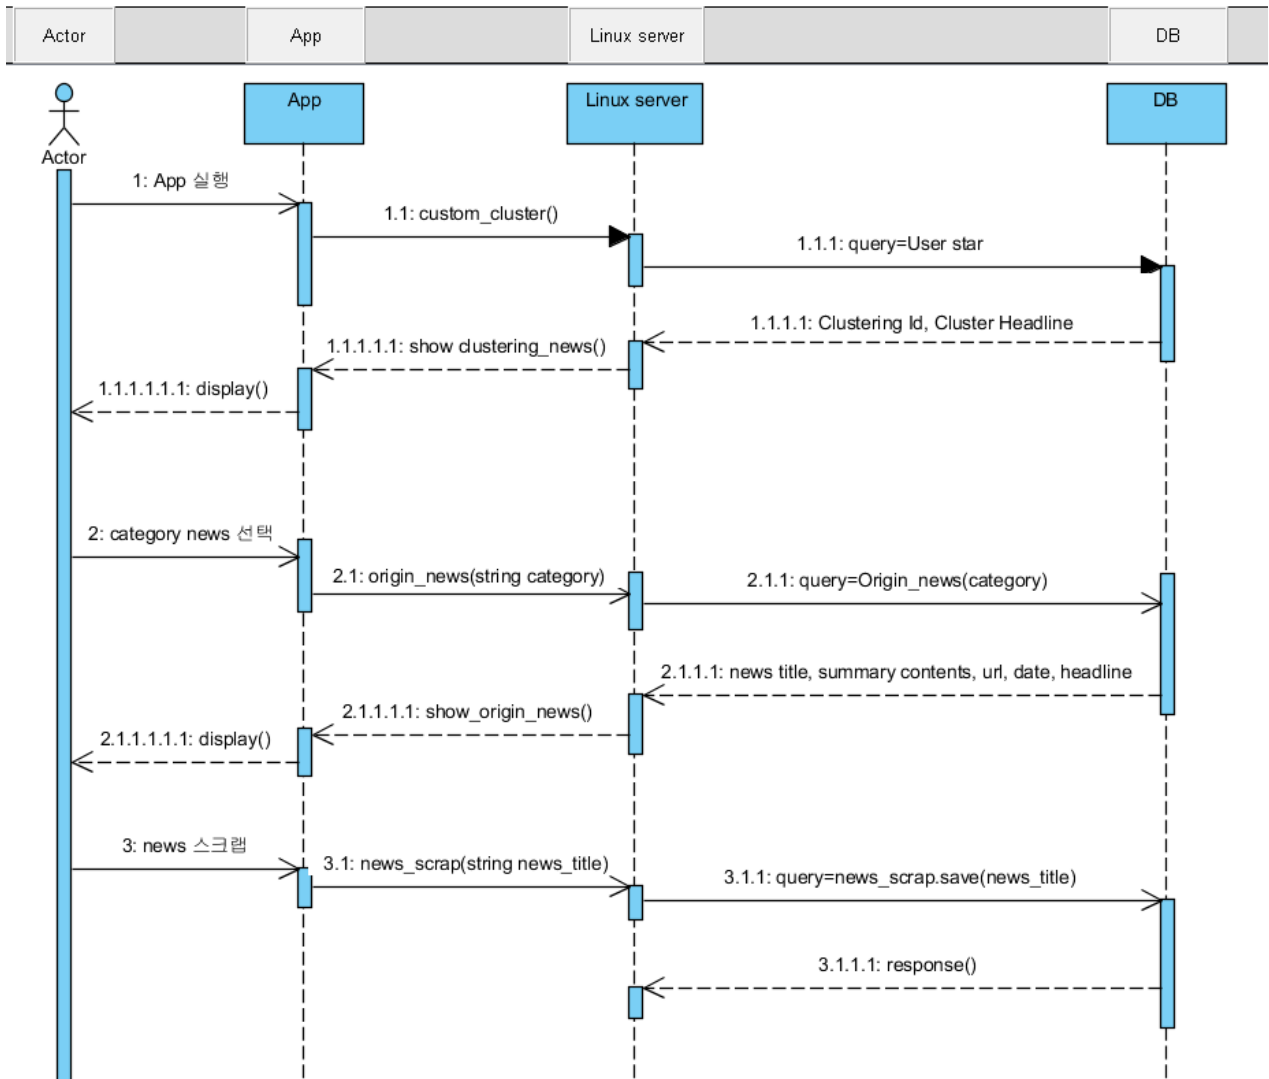 Actor
App
Linux server
DB
App
Linux server
DB
Actor
1: App 실행
1.1: custom_cluster()
1.1.1: query=User star
1.1.1.1: Clustering Id, Cluster Headline
1.1.1.1.1: show clustering_news()
1.1.1.1.1.1: display()
2: category news 선택
2.1: origin_news(string category)
2.1.1: query=Origin_news(category)
2.1.1.1: news title, summary contents, url, date, headline
2.1.1.1.1: show_origin_news()
2.1.1.1.1.1: display()
3: news 스크랩
3.1: news_scrap(string news_title)
3.1.1: query=news_scrap.save(news_title)
3.1.1.1: response()